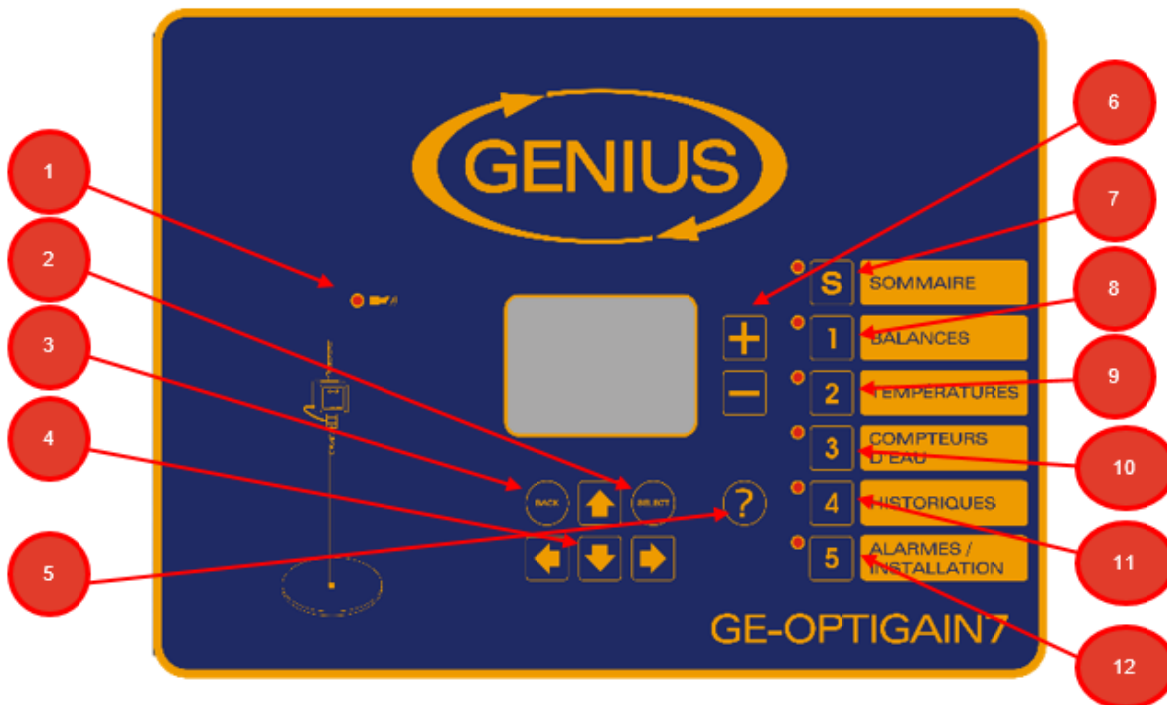 GENIUS
1
2
3
4
5
6
7
8
9
10
11
12
+
−
BACK
SELECT
?
S SOMMAIRE
1 BALANCES
2 TEMPÉRATURES
3 COMPTEURS
D'EAU
4 HISTORIQUES
5 ALARMES /
INSTALLATION
GE-OPTIGAIN7